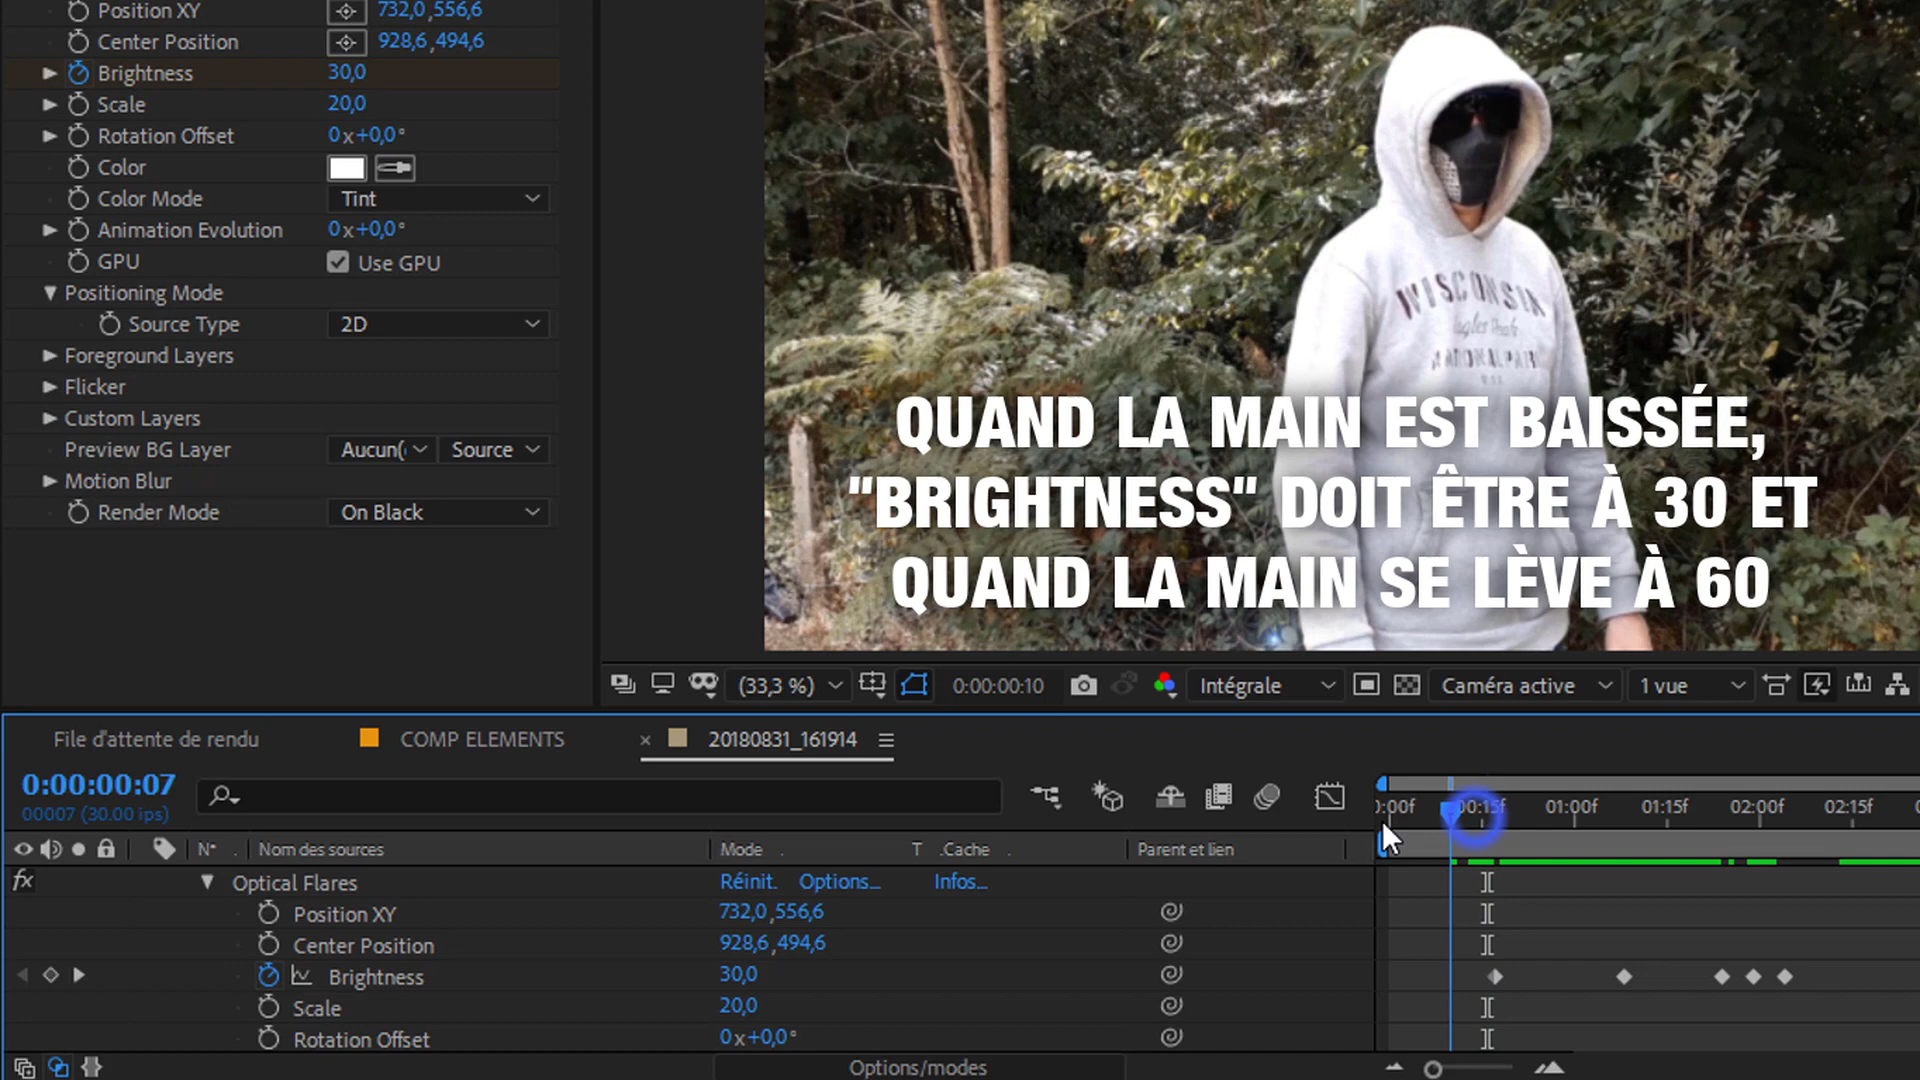 Position XY 732,0 ,556,6
Center Position 928,6 ,494,6
Brightness 30,0
Scale 20,0
Rotation Offset 0x+0,0°
Color
Color Mode Tint
Animation Evolution 0x+0,0°
GPU Use GPU
Positioning Mode
Source Type 2D
Foreground Layers
Flicker
Custom Layers
Preview BG Layer Aucun( Source
Motion Blur
Render Mode On Black
WISCONSIN
QUAND LA MAIN EST BAISSÉE,
"BRIGHTNESS" DOIT ÊTRE À 30 ET
QUAND LA MAIN SE LÈVE À 60
(33,3 %) 0:00:00:10 Intégrale Caméra active 1 vue
File d'attente de rendu COMP ELEMENTS × 20180831_161914
0:00:00:07
00007 (30.00 ips)
0:00f 00:15f 01:00f 01:15f 02:00f 02:15f
N° . Nom des sources Mode . T .Cache . Parent et lien
fx Optical Flares Réinit. Options... Infos...
Position XY 732,0 ,556,6
Center Position 928,6 ,494,6
Brightness 30,0
Scale 20,0
Rotation Offset 0x+0,0°
Options/modes